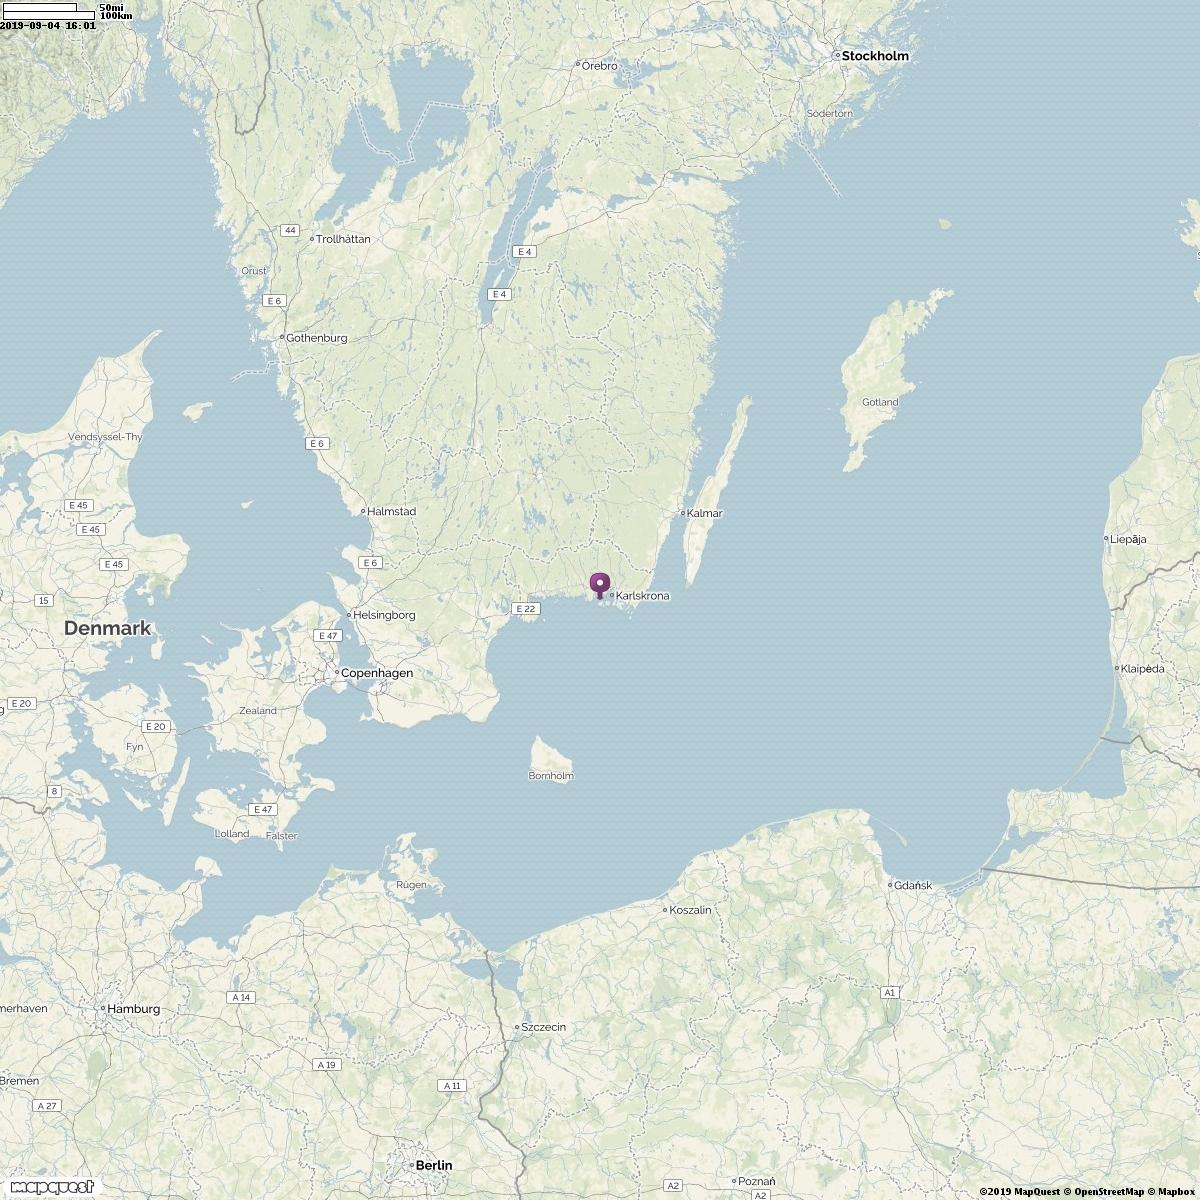 50mi
100km
2019-09-04 16:01
Stockholm
Örebro
Södertörn
44
Trollhättan
E 4
Orust
E 4
E 6
Gothenburg
Gotland
Vendsyssel-Thy
E 6
E 45
Halmstad
Kalmar
E 45
Liepāja
E 6
E 45
15
Karlskrona
E 22
Helsingborg
Denmark
E 47
Klaipėda
Copenhagen
E 20
Zealand
E 20
Fyn
Bornholm
8
E 47
Lolland
Falster
Rügen
Gdańsk
Koszalin
A1
A 14
merhaven
Hamburg
Szczecin
A 19
Bremen
A 11
A 27
Berlin
Poznań
A2
A2
mapquest
©2019 MapQuest © OpenStreetMap © Mapbox